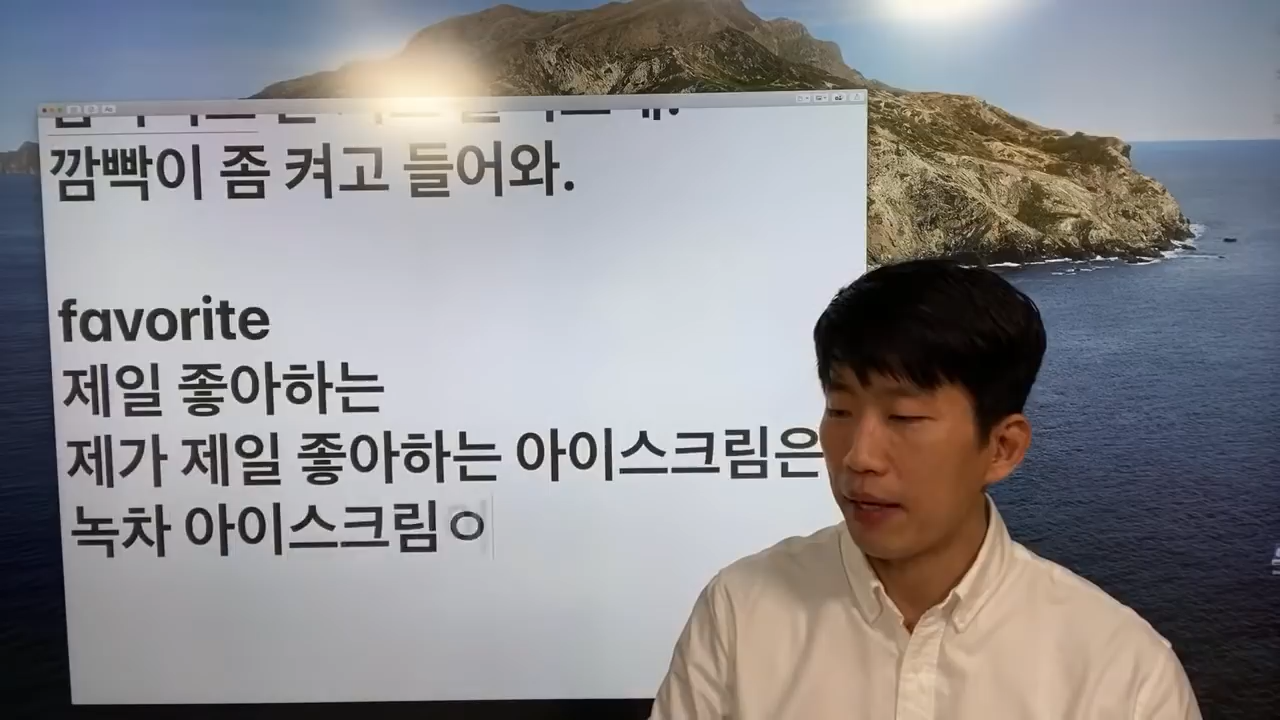 깜빡이 좀 켜고 들어와.
favorite
제일 좋아하는
제가 제일 좋아하는 아이스크림은
녹차 아이스크림ㅇ